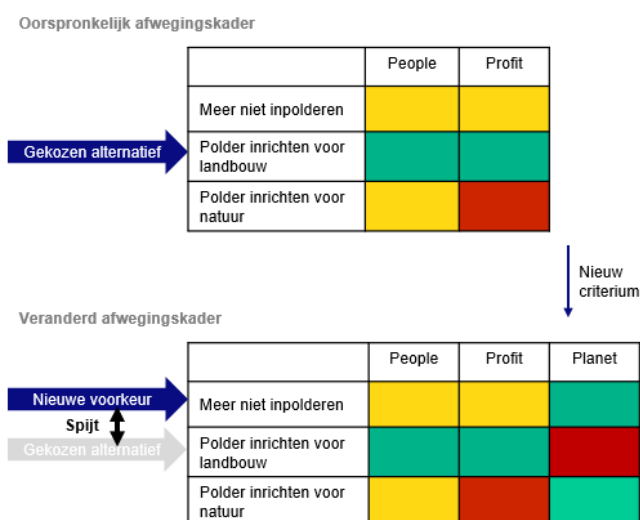 Oorspronkelijk afwegingskader
People Profit
Meer niet inpolderen
Gekozen alternatief
Polder inrichten voor
landbouw
Polder inrichten voor
natuur
Nieuw
criterium
Veranderd afwegingskader
People Profit Planet
Nieuwe voorkeur
Meer niet inpolderen
Spijt
Gekozen alternatief
Polder inrichten voor
landbouw
Polder inrichten voor
natuur